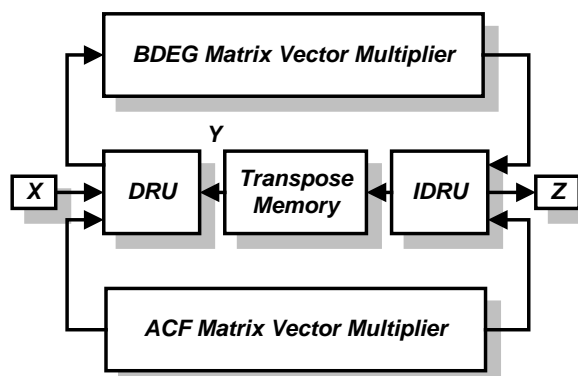 BDEG Matrix Vector Multiplier
Y
X
DRU
Transpose
Memory
IDRU
Z
ACF Matrix Vector Multiplier